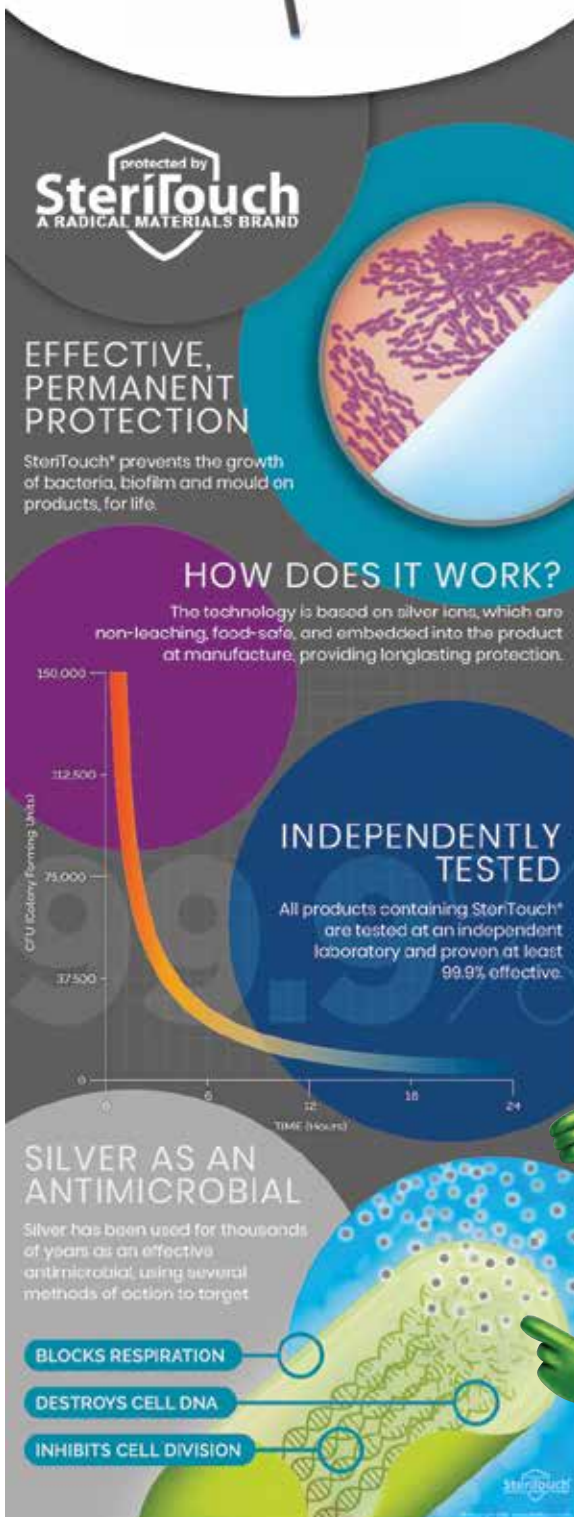 protected by
SteriTouch
A RADICAL MATERIALS BRAND
EFFECTIVE,
PERMANENT
PROTECTION
SteriTouch® prevents the growth
of bacteria, biofilm and mould on
products, for life.
HOW DOES IT WORK?
The technology is based on silver ions, which are
non-leaching, food-safe, and embedded into the product
at manufacture, providing longlasting protection.
150,000
112,500
75,000
37,500
0
CFU (Colony Forming Units)
99.9%
INDEPENDENTLY
TESTED
All products containing SteriTouch®
are tested at an independent
laboratory and proven at least
99.9% effective.
0 6 12 18 24
TIME (Hours)
SILVER AS AN
ANTIMICROBIAL
Silver has been used for thousands
of years as an effective
antimicrobial, using several
methods of action to target
BLOCKS RESPIRATION
DESTROYS CELL DNA
INHIBITS CELL DIVISION
SteriTouch